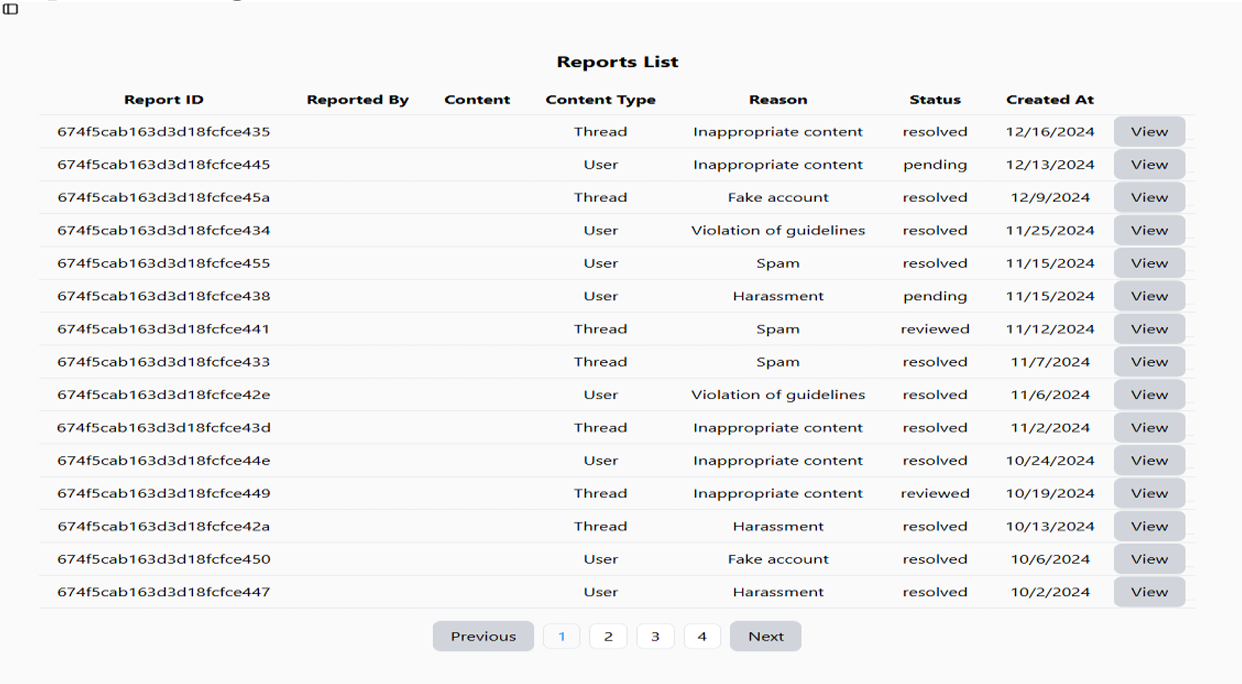 Reports List
Report ID Reported By Content Content Type Reason Status Created At
674f5cab163d3d18fcfce435 Thread Inappropriate content resolved 12/16/2024 View
674f5cab163d3d18fcfce445 User Inappropriate content pending 12/13/2024 View
674f5cab163d3d18fcfce45a Thread Fake account resolved 12/9/2024 View
674f5cab163d3d18fcfce434 User Violation of guidelines resolved 11/25/2024 View
674f5cab163d3d18fcfce455 User Spam resolved 11/15/2024 View
674f5cab163d3d18fcfce438 User Harassment pending 11/15/2024 View
674f5cab163d3d18fcfce441 Thread Spam reviewed 11/12/2024 View
674f5cab163d3d18fcfce433 Thread Spam resolved 11/7/2024 View
674f5cab163d3d18fcfce42e User Violation of guidelines resolved 11/6/2024 View
674f5cab163d3d18fcfce43d Thread Inappropriate content resolved 11/2/2024 View
674f5cab163d3d18fcfce44e User Inappropriate content resolved 10/24/2024 View
674f5cab163d3d18fcfce449 Thread Inappropriate content reviewed 10/19/2024 View
674f5cab163d3d18fcfce42a Thread Harassment resolved 10/13/2024 View
674f5cab163d3d18fcfce450 User Fake account resolved 10/6/2024 View
674f5cab163d3d18fcfce447 User Harassment resolved 10/2/2024 View
Previous 1 2 3 4 Next